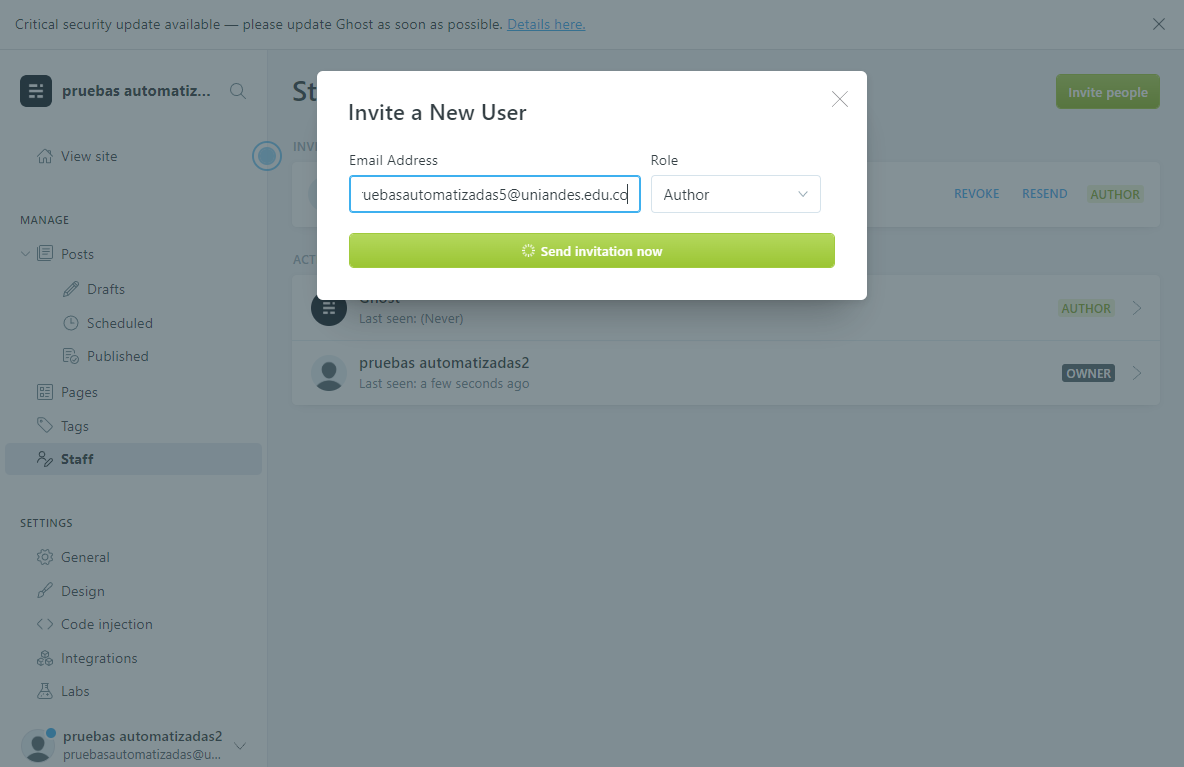 Critical security update available — please update Ghost as soon as possible. Details here.
pruebas automatiz...
View site
MANAGE
Posts
Drafts
Scheduled
Published
Pages
Tags
Staff
SETTINGS
General
Design
Code injection
Integrations
Labs
pruebas automatizadas2
pruebasautomatizadas@u...
Invite people
REVOKE RESEND AUTHOR
Invite a New User
Email Address Role
uebasautomatizadas5@uniandes.edu.co Author
Send invitation now
Ghost
Last seen: (Never)
AUTHOR
pruebas automatizadas2
Last seen: a few seconds ago
OWNER